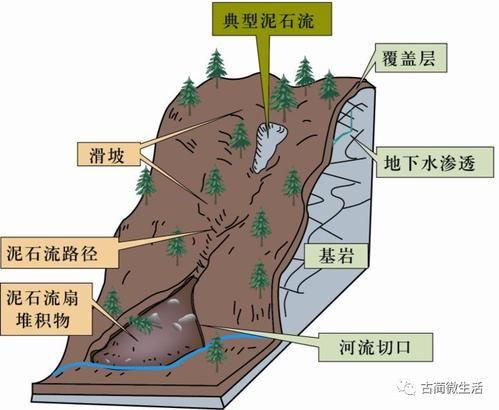 典型泥石流
覆盖层
滑坡
地下水渗透
泥石流路径
基岩
泥石流扇
堆积物
河流切口
古蔺微生活